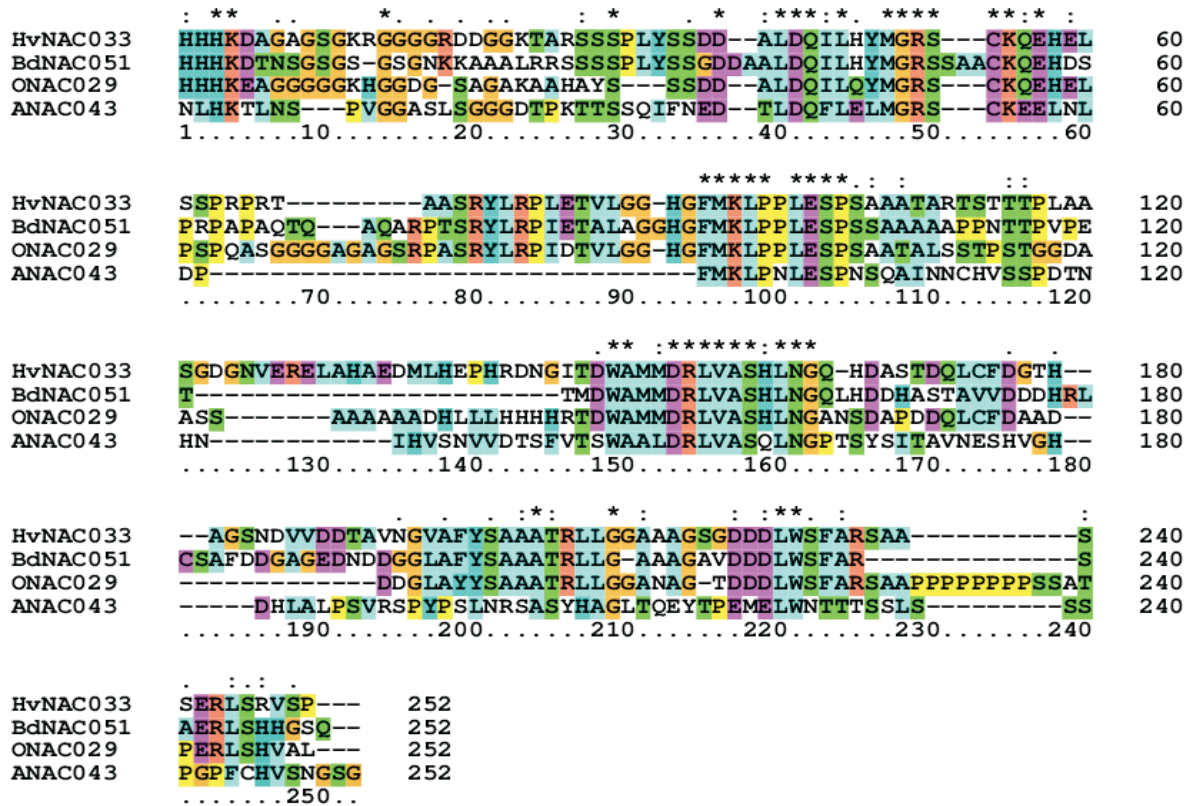 : **  . .     *. . . .    : *     . * :***:*. ****   **:* :
HvNAC033 HHHKDAGAGSGKRGGGGRDDGGKTARSSSPLYSSDD--ALDQILHYMGRS---CKQEHEL 60
BdNAC051 HHHKDTNSGSGS-GSGNKKAAALRRSSSSPLYSSGDDAALDQILHYMGRSSAACKQEHDS 60
ONAC029 HHHKEAGGGGGKHGGDG-SAGAKAAHAYS---SSDD--ALDQILQYMGRS---CKQEHEL 60
ANAC043 NLHKTLNS---PVGGASLSGGGDTPKTTSSQIFNED--TLDQFLELMGRS---CKEELNL 60
1.......10........20........30........40........50........60
***** ****.: :      ::
HvNAC033 SSPRPRT---------AASRYLRPLETVLGG-HGFMKLPPLESPSAAATARTSTTTPLAA 120
BdNAC051 PRPAPAQTQ---AQARPTSRYLRPIETALAGGHGFMKLPPLESPSSAAAAAPPNTTPVPE 120
ONAC029 PSPQASGGGGAGAGSRPASRYLRPIDTVLGG-HGFMKLPPLESPSAATALSSTPSTGGDA 120
ANAC043 DP--------------------------------FMKLPNLESPNSQAINNCHVSSPDTN 120
........70........80........90.......100.......110.......120
.** :******:***:            . .
HvNAC033 SGDGNVERELAHAEDMLHEPHRDNGITDWAMMDRLVASHLNGQ-HDASTDQLCFDGTH-- 180
BdNAC051 T------------------------TMDWAMMDRLVASHLNGQLHDDHASTAVVDDDHRL 180
ONAC029 ASS-------AAAAAADHLLLHHHHRTDWAMMDRLVASHLNGANSDAPDDQLCFDAAD-- 180
ANAC043 HN------------IHVSNVVDTSFVTSWAALDRLVASQLNGPTSYSITAVNESHVGH-- 180
.......130.......140.......150.......160.......170.......180
.  . .  :*:    * :     : :** :               :
HvNAC033 --AGSNDVVDDTAVNGVAFYSAAATRLLGGAAAGSGDDDLWSFARSAA-----------S 240
BdNAC051 CSAFDDGAGEDNDDGGLAFYSAAATRLLG-AAAGAVDDDLWSFAR--------------S 240
ONAC029 -------------DDGLAYYSAAATRLLGGANAG-TDDDLWSFARSAAPPPPPPPPSSAT 240
ANAC043 -----DHLALPSVRSPYPSLNRSASYHAGLTQEYTPEMELWNTTTSSLS---------SS 240
.......190.......200.......210.......220.......230.......240
.  :.: .
HvNAC033 SERLSRVSP--- 252
BdNAC051 AERLSHHGSQ-- 252
ONAC029 PERLSHVAL--- 252
ANAC043 PGPFCHVSNGSG 252
.......250..